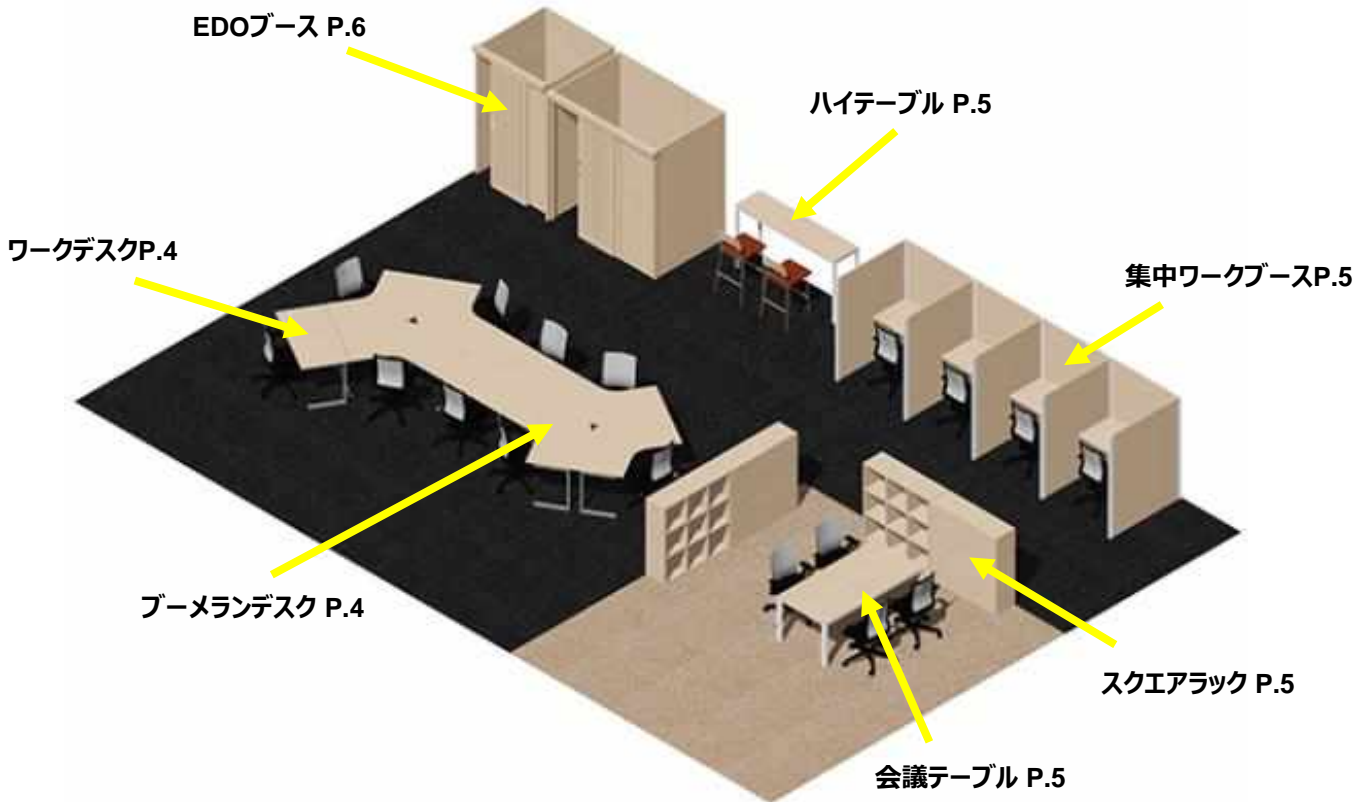 EDOブース P.6
ハイテーブル P.5
ワークデスクP.4
集中ワークブースP.5
ブーメランデスク P.4
スクエアラック P.5
会議テーブル P.5